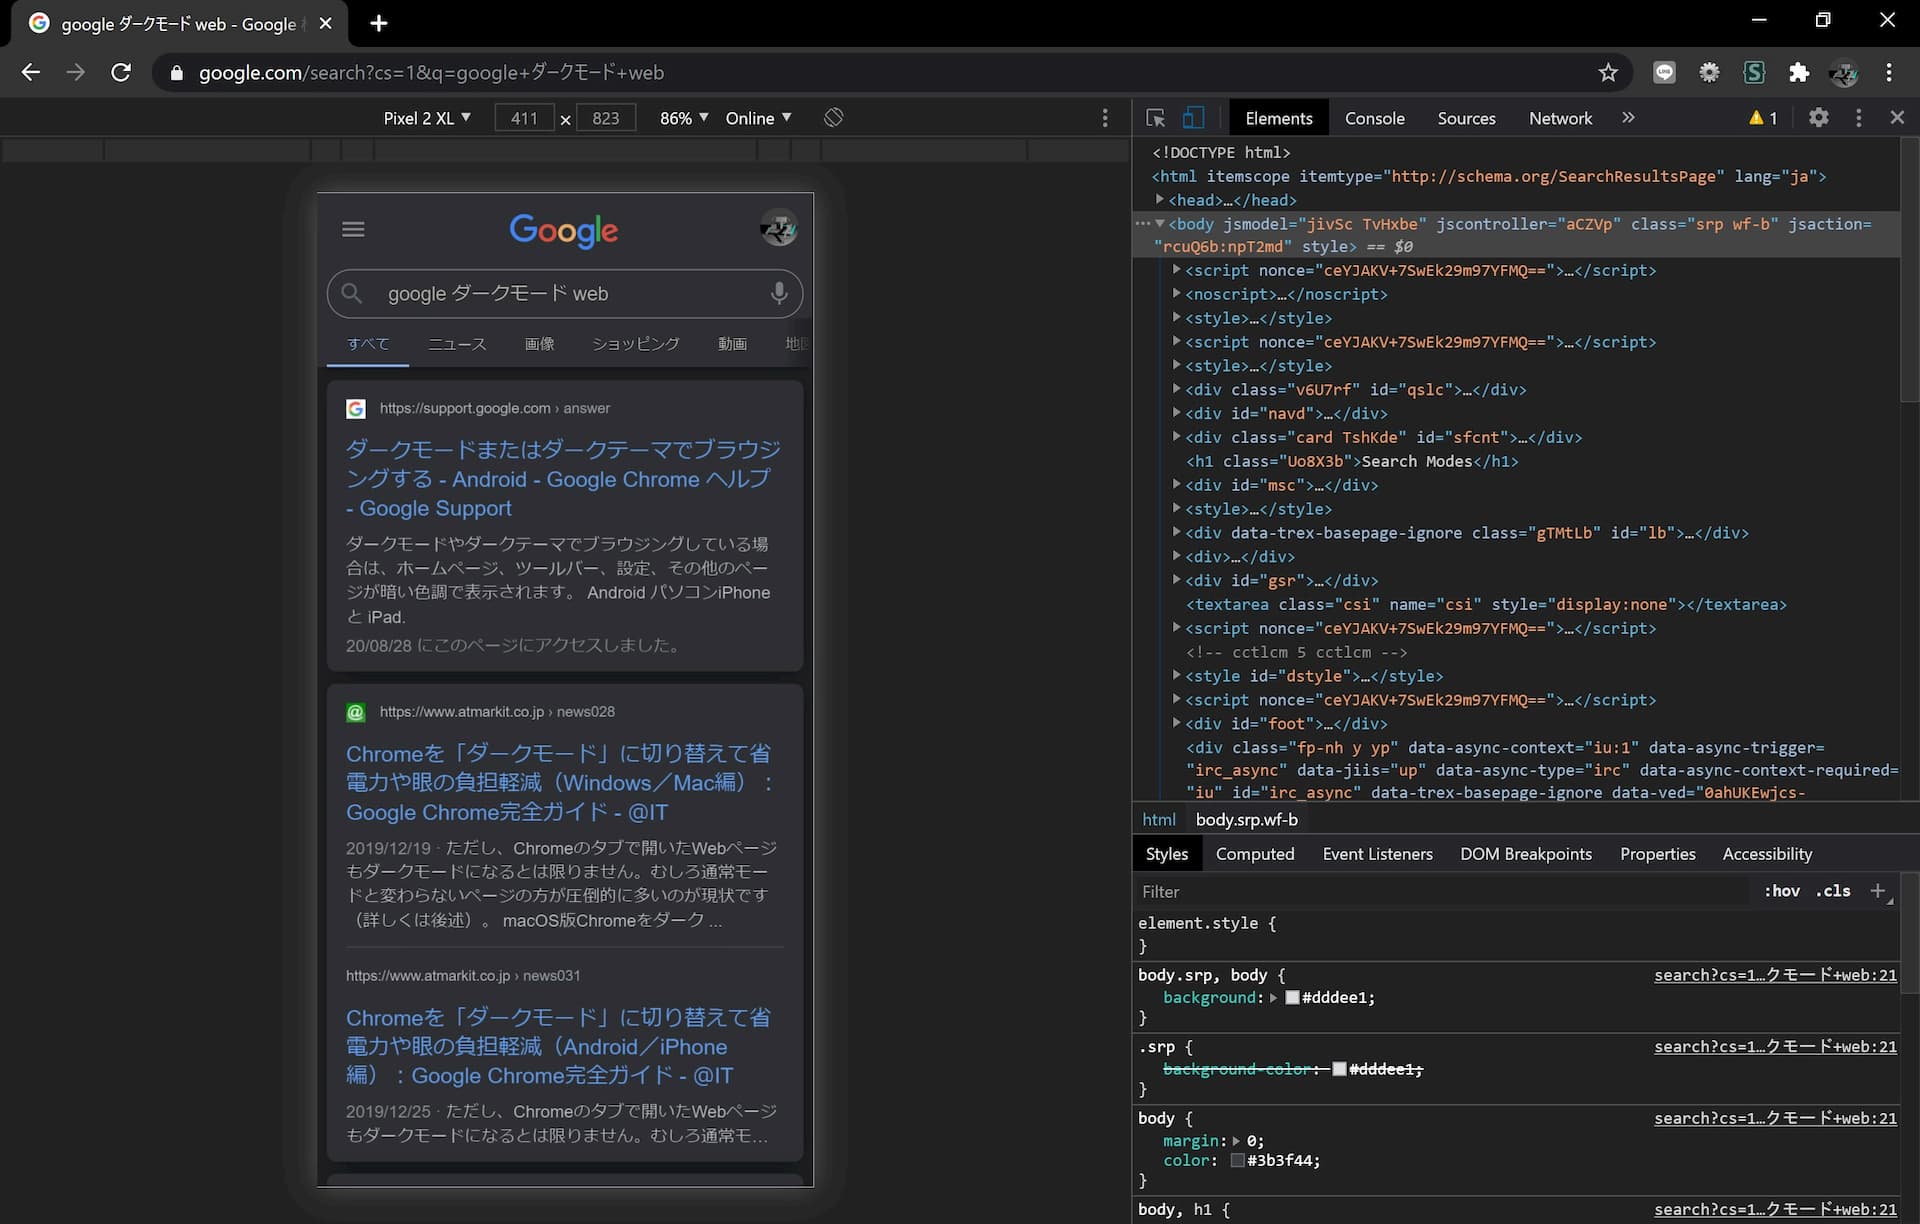 google ダークモード web - Google
google.com/search?cs=1&q=google+ダークモード+web
Pixel 2 XL ▼ 411 × 823 86% ▼ Online ▼
Google
google ダークモード web
すべて ニュース 画像 ショッピング 動画 地図
https://support.google.com › answer
ダークモードまたはダークテーマでブラウジ
ングする - Android - Google Chrome ヘルプ
- Google Support
ダークモードやダークテーマでブラウジングしている場
合は、ホームページ、ツールバー、設定、その他のペー
ジが暗い色調で表示されます。 Android パソコンiPhone
と iPad.
20/08/28 にこのページにアクセスしました。
https://www.atmarkit.co.jp › news028
Chromeを「ダークモード」に切り替えて省
電力や眼の負担軽減（Windows／Mac編）：
Google Chrome完全ガイド - @IT
2019/12/19 · ただし、Chromeのタブで開いたWebページ
もダークモードになるとは限りません。むしろ通常モー
ドと変わらないページの方が圧倒的に多いのが現状です
（詳しくは後述）。 macOS版Chromeをダーク ...
https://www.atmarkit.co.jp › news031
Chromeを「ダークモード」に切り替えて省
電力や眼の負担軽減（Android／iPhone
編）：Google Chrome完全ガイド - @IT
2019/12/25 · ただし、Chromeのタブで開いたWebページ
もダークモードになるとは限りません。むしろ通常モ...
Elements Console Sources Network » 1
<!DOCTYPE html>
<html itemscope itemtype="http://schema.org/SearchResultsPage" lang="ja">
<head>…</head>
<body jsmodel="jivSc TvHxbe" jscontroller="aCZVp" class="srp wf-b" jsaction=
"rcuQ6b:npT2md" style> == $0
<script nonce="ceYJAKV+7SwEk29m97YFMQ==">…</script>
<noscript>…</noscript>
<style>…</style>
<script nonce="ceYJAKV+7SwEk29m97YFMQ==">…</script>
<style>…</style>
<div class="v6U7rf" id="qslc">…</div>
<div id="navd">…</div>
<div class="card TshKde" id="sfcnt">…</div>
<h1 class="Uo8X3b">Search Modes</h1>
<div id="msc">…</div>
<style>…</style>
<div data-trex-basepage-ignore class="gTMtLb" id="lb">…</div>
<div>…</div>
<div id="gsr">…</div>
<textarea class="csi" name="csi" style="display:none"></textarea>
<script nonce="ceYJAKV+7SwEk29m97YFMQ==">…</script>
<!-- cctlcm 5 cctlcm -->
<style id="dstyle">…</style>
<script nonce="ceYJAKV+7SwEk29m97YFMQ==">…</script>
<div id="foot">…</div>
<div class="fp-nh y yp" data-async-context="iu:1" data-async-trigger=
"irc_async" data-jiis="up" data-async-type="irc" data-async-context-required=
"iu" id="irc_async" data-trex-basepage-ignore data-ved="0ahUKEwjcs-
html body.srp.wf-b
Styles Computed Event Listeners DOM Breakpoints Properties Accessibility
Filter :hov .cls +
element.style {
}
body.srp, body { search?cs=1…クモード+web:21
background: #dddee1;
}
.srp { search?cs=1…クモード+web:21
background-color: #dddee1;
}
body { search?cs=1…クモード+web:21
margin: 0;
color: #3b3f44;
}
body, h1 { search?cs=1…クモード+web:21